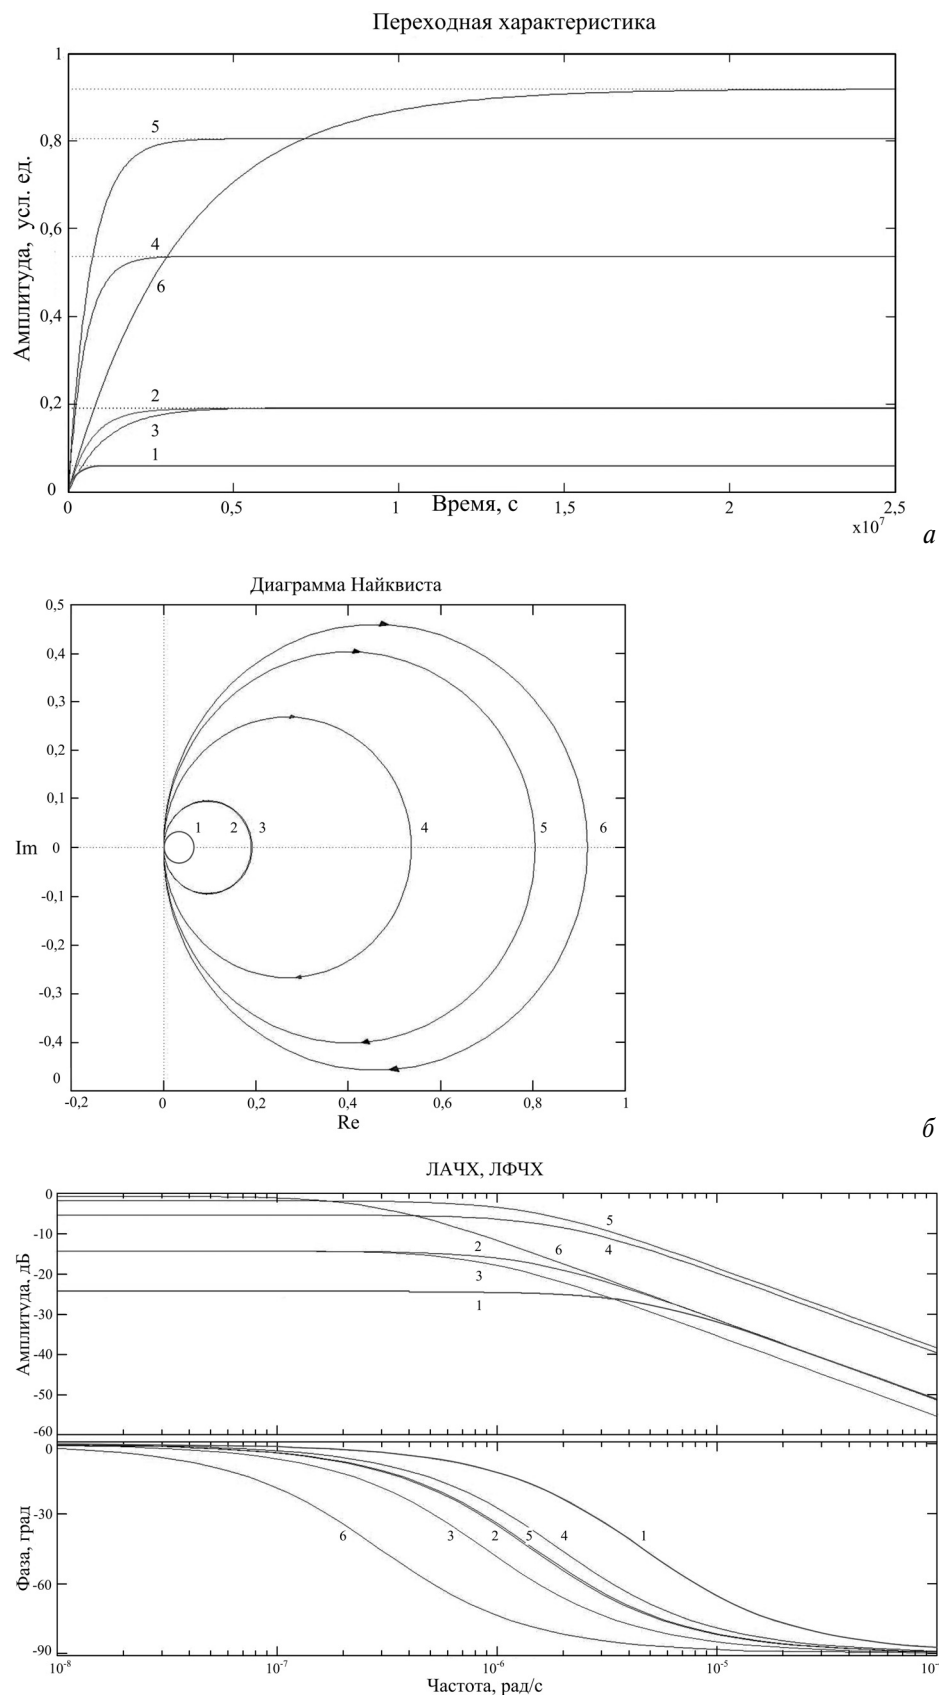 Переходная характеристика
1
0,8
0,6
0,4
0,2
0
Амплитуда, усл. ед.
5
4
6
2
3
1
0 0,5 1 1,5 2 2,5
Время, с
x10⁷
а
Диаграмма Найквиста
0,5
0,4
0,3
0,2
0,1
Im 0
-0,1
-0,2
-0,3
-0,4
0
1 2 3 4 5 6
-0,2 0 0,2 0,4 0,6 0,8 1
Re
б
ЛАЧХ, ЛФЧХ
0
-10
-20
-30
-40
-50
-60
Амплитуда, дБ
5
2 6 4
3
1
0
-30
-60
-90
Фаза, град
6 3 2 5 4 1
10⁻⁸ 10⁻⁷ 10⁻⁶ 10⁻⁵ 10⁻
Частота, рад/с